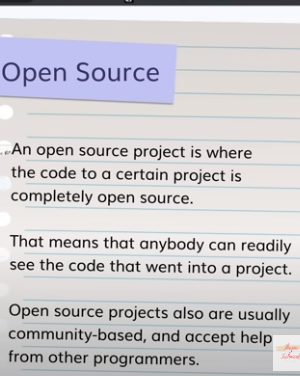 Open Source
An open source project is where
the code to a certain project is
completely open source.
That means that anybody can readily
see the code that went into a project.
Open source projects also are usually
community-based, and accept help
from other programmers.